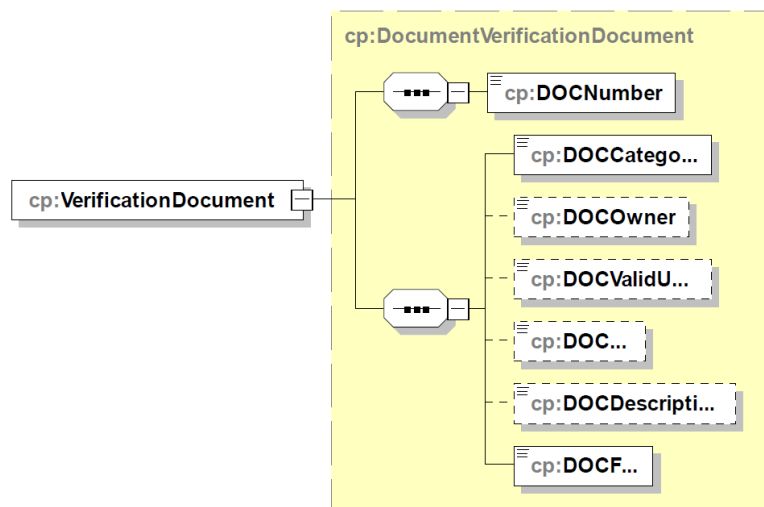 cp:DocumentVerificationDocument
cp:DOCNumber
cp:DOCCatego...
cp:VerificationDocument
cp:DOCOwner
cp:DOCValidU...
cp:DOC...
cp:DOCDescripti...
cp:DOCF...